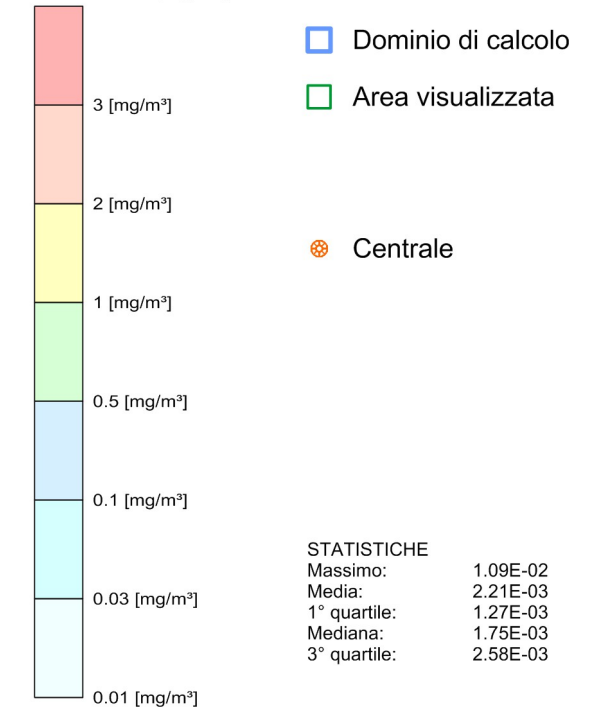 3 [mg/m³]
2 [mg/m³]
1 [mg/m³]
0.5 [mg/m³]
0.1 [mg/m³]
0.03 [mg/m³]
0.01 [mg/m³]
Dominio di calcolo
Area visualizzata
Centrale
STATISTICHE
Massimo: 1.09E-02
Media: 2.21E-03
1° quartile: 1.27E-03
Mediana: 1.75E-03
3° quartile: 2.58E-03